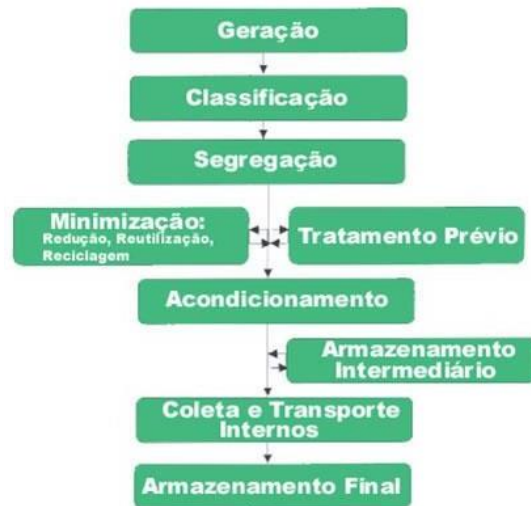 Geração
Classificação
Segregação
Minimização:
Redução, Reutilização,
Reciclagem
Tratamento Prévio
Acondicionamento
Armazenamento
Intermediário
Coleta e Transporte
Internos
Armazenamento Final